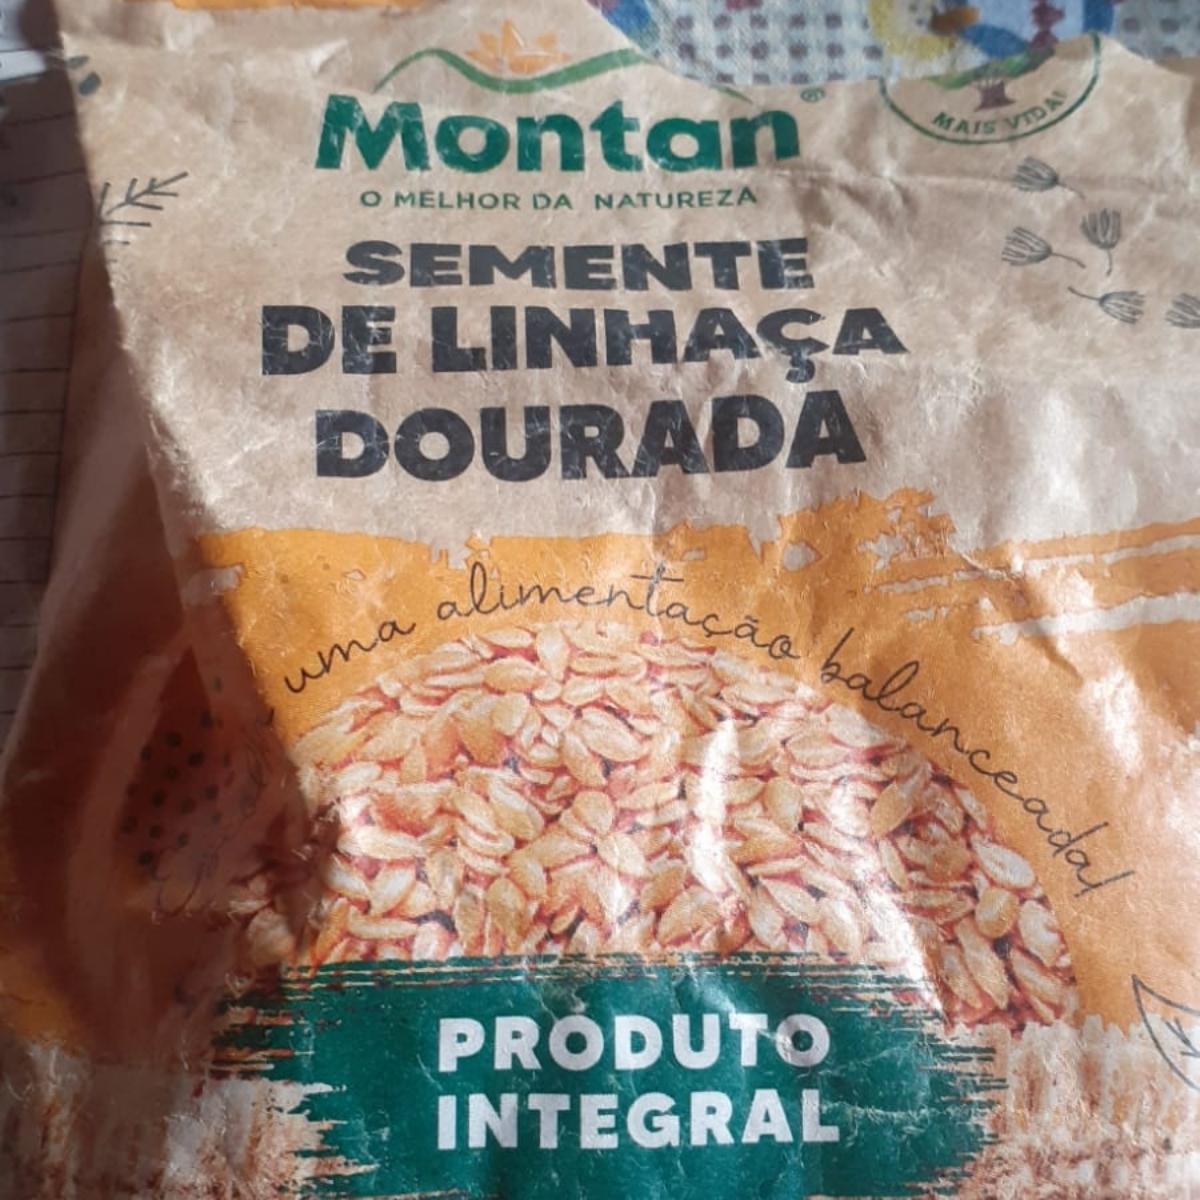 Montan®
O MELHOR DA NATUREZA
MAIS VIDA!
SEMENTE
DE LINHAÇA
DOURADA
uma alimentação balanceada!
PRODUTO
INTEGRAL